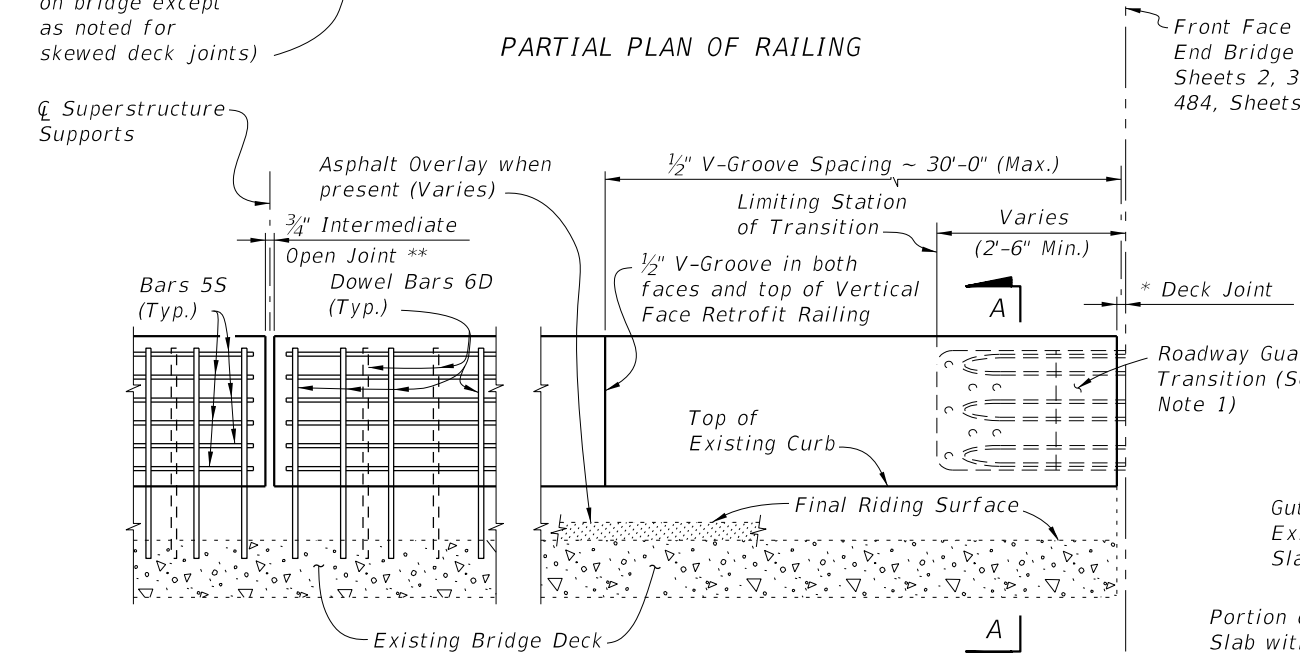 on bridge except
as noted for
skewed deck joints)
PARTIAL PLAN OF RAILING
Front Face
End Bridge
Sheets 2, 3
484, Sheets
℄ Superstructure
Supports
Asphalt Overlay when
present (Varies)
½" V-Groove Spacing ~ 30'-0" (Max.)
Limiting Station
of Transition
Varies
(2'-6" Min.)
¾" Intermediate
Open Joint **
½" V-Groove in both
faces and top of Vertical
Face Retrofit Railing
Bars 5S
(Typ.)
Dowel Bars 6D
(Typ.)
A
* Deck Joint
Roadway Gua
Transition (S
Note 1)
Top of
Existing Curb
Final Riding Surface
Gut
Exi
Sla
Existing Bridge Deck
A
Portion
Slab wit